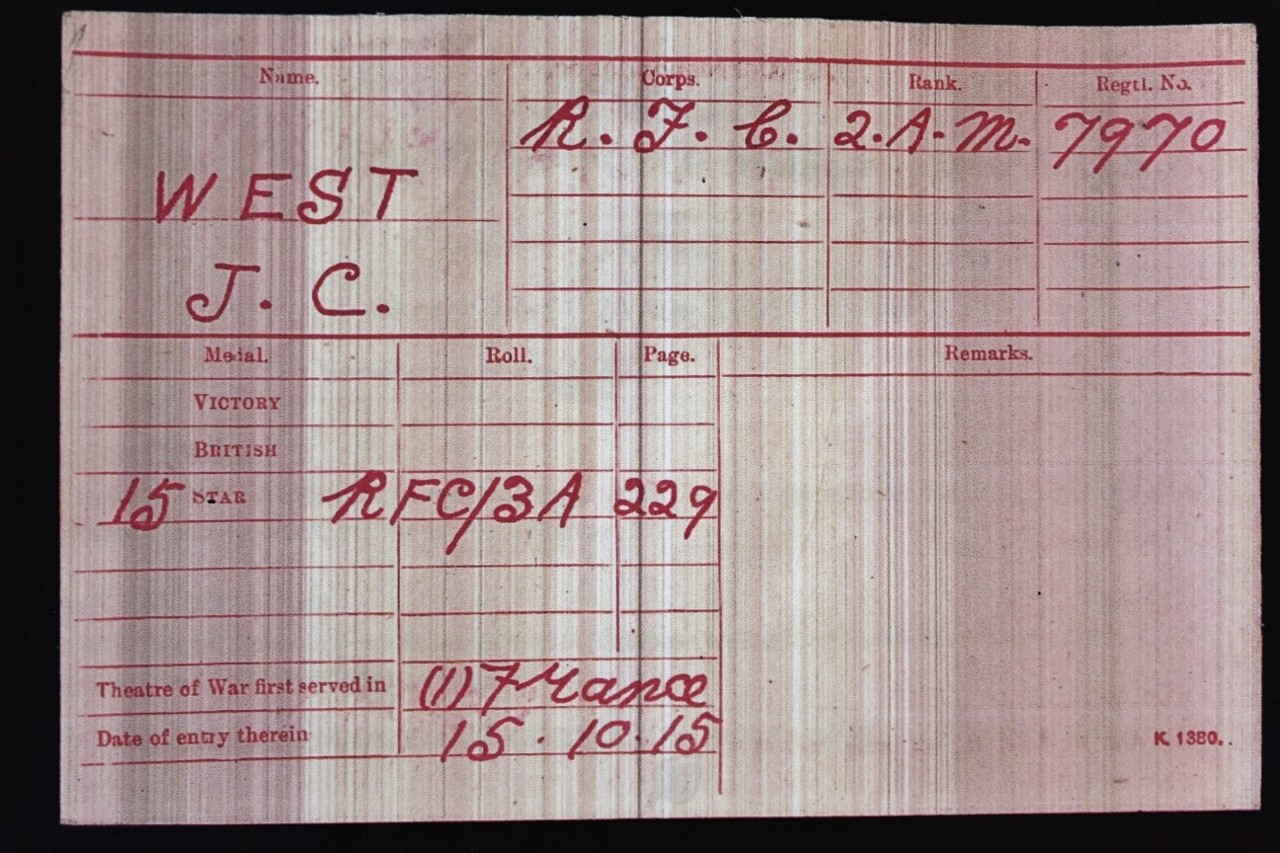 Name. Corps. Rank. Regtl. No.
R. F. C. 2. A. M. 7970
WEST
J. C.
Medal. Roll. Page. Remarks.
VICTORY
BRITISH
15 STAR RFC/3A 229
Theatre of War first served in (1) France
Date of entry therein 15.10.15
K. 1380.